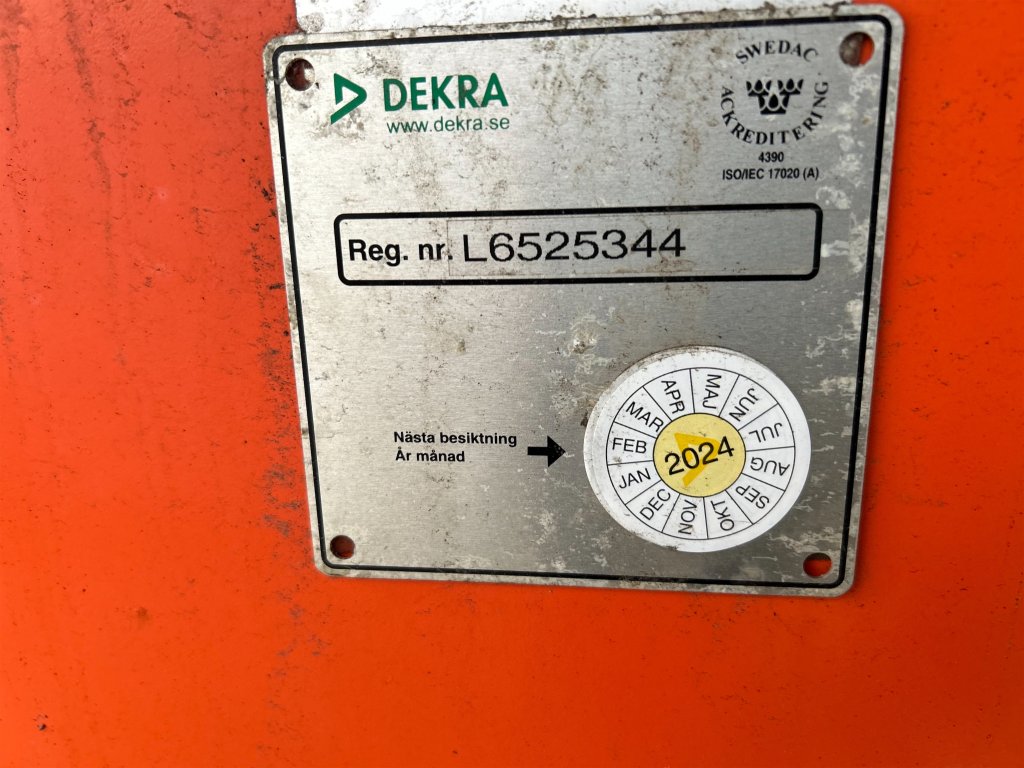 DEKRA
www.dekra.se
SWEDAC
ACKREDITERING
4390
ISO/IEC 17020 (A)
Reg. nr. L6525344
Nästa besiktning
År månad
JAN
FEB
MAR
APR
MAJ
JUN
JUL
AUG
SEP
OKT
NOV
DEC
2024